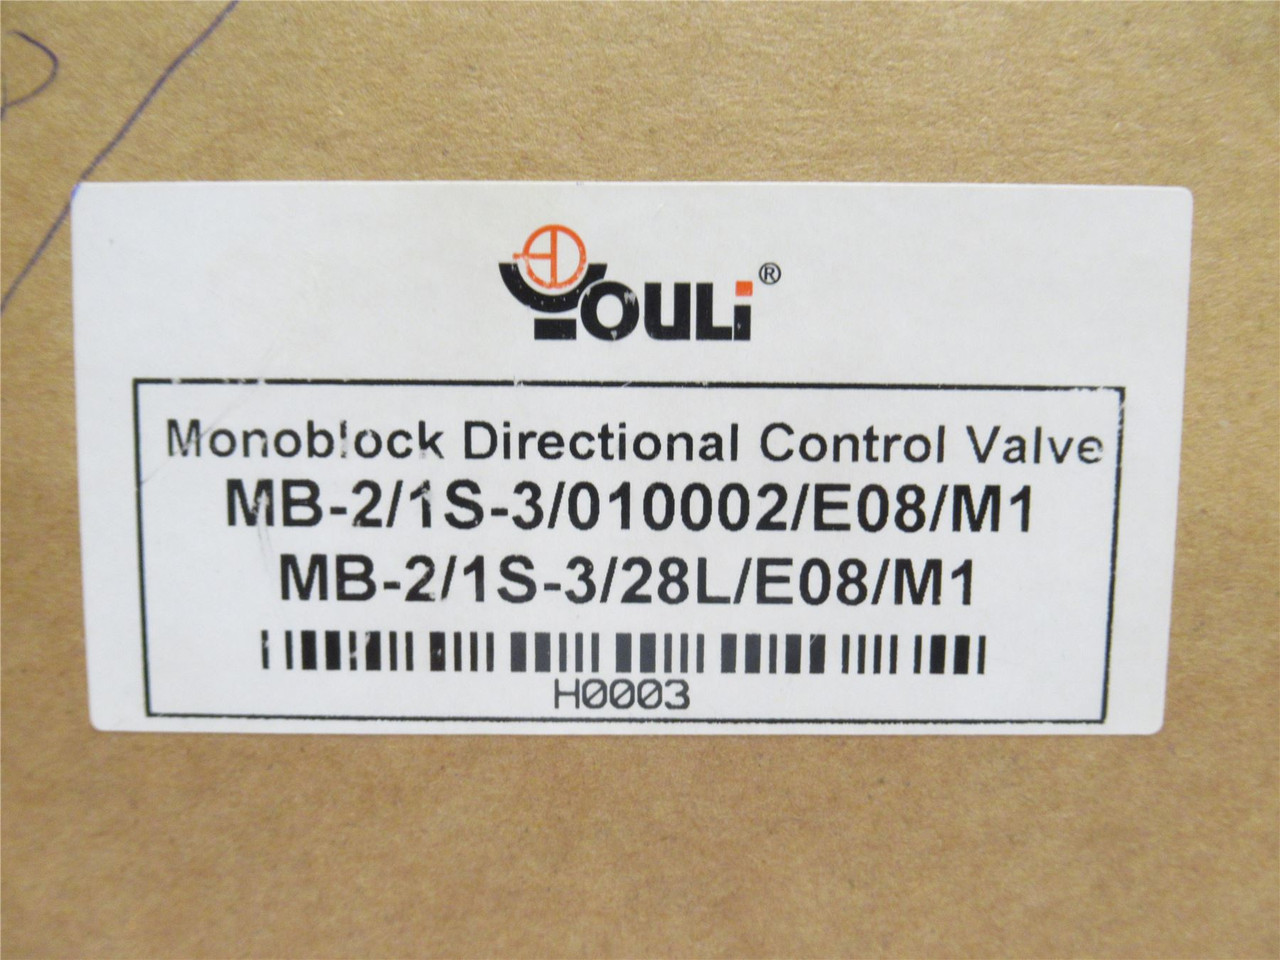 YOULi®
Monoblock Directional Control Valve
MB-2/1S-3/010002/E08/M1
MB-2/1S-3/28L/E08/M1
H0003